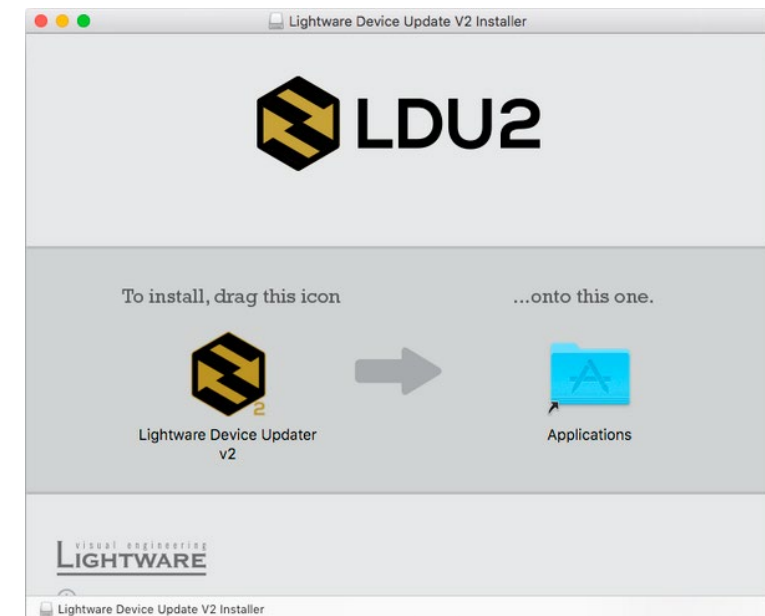 Lightware Device Update V2 Installer
LDU2
To install, drag this icon
...onto this one.
2
Lightware Device Updater
v2
Applications
visual engineering
LIGHTWARE
Lightware Device Update V2 Installer